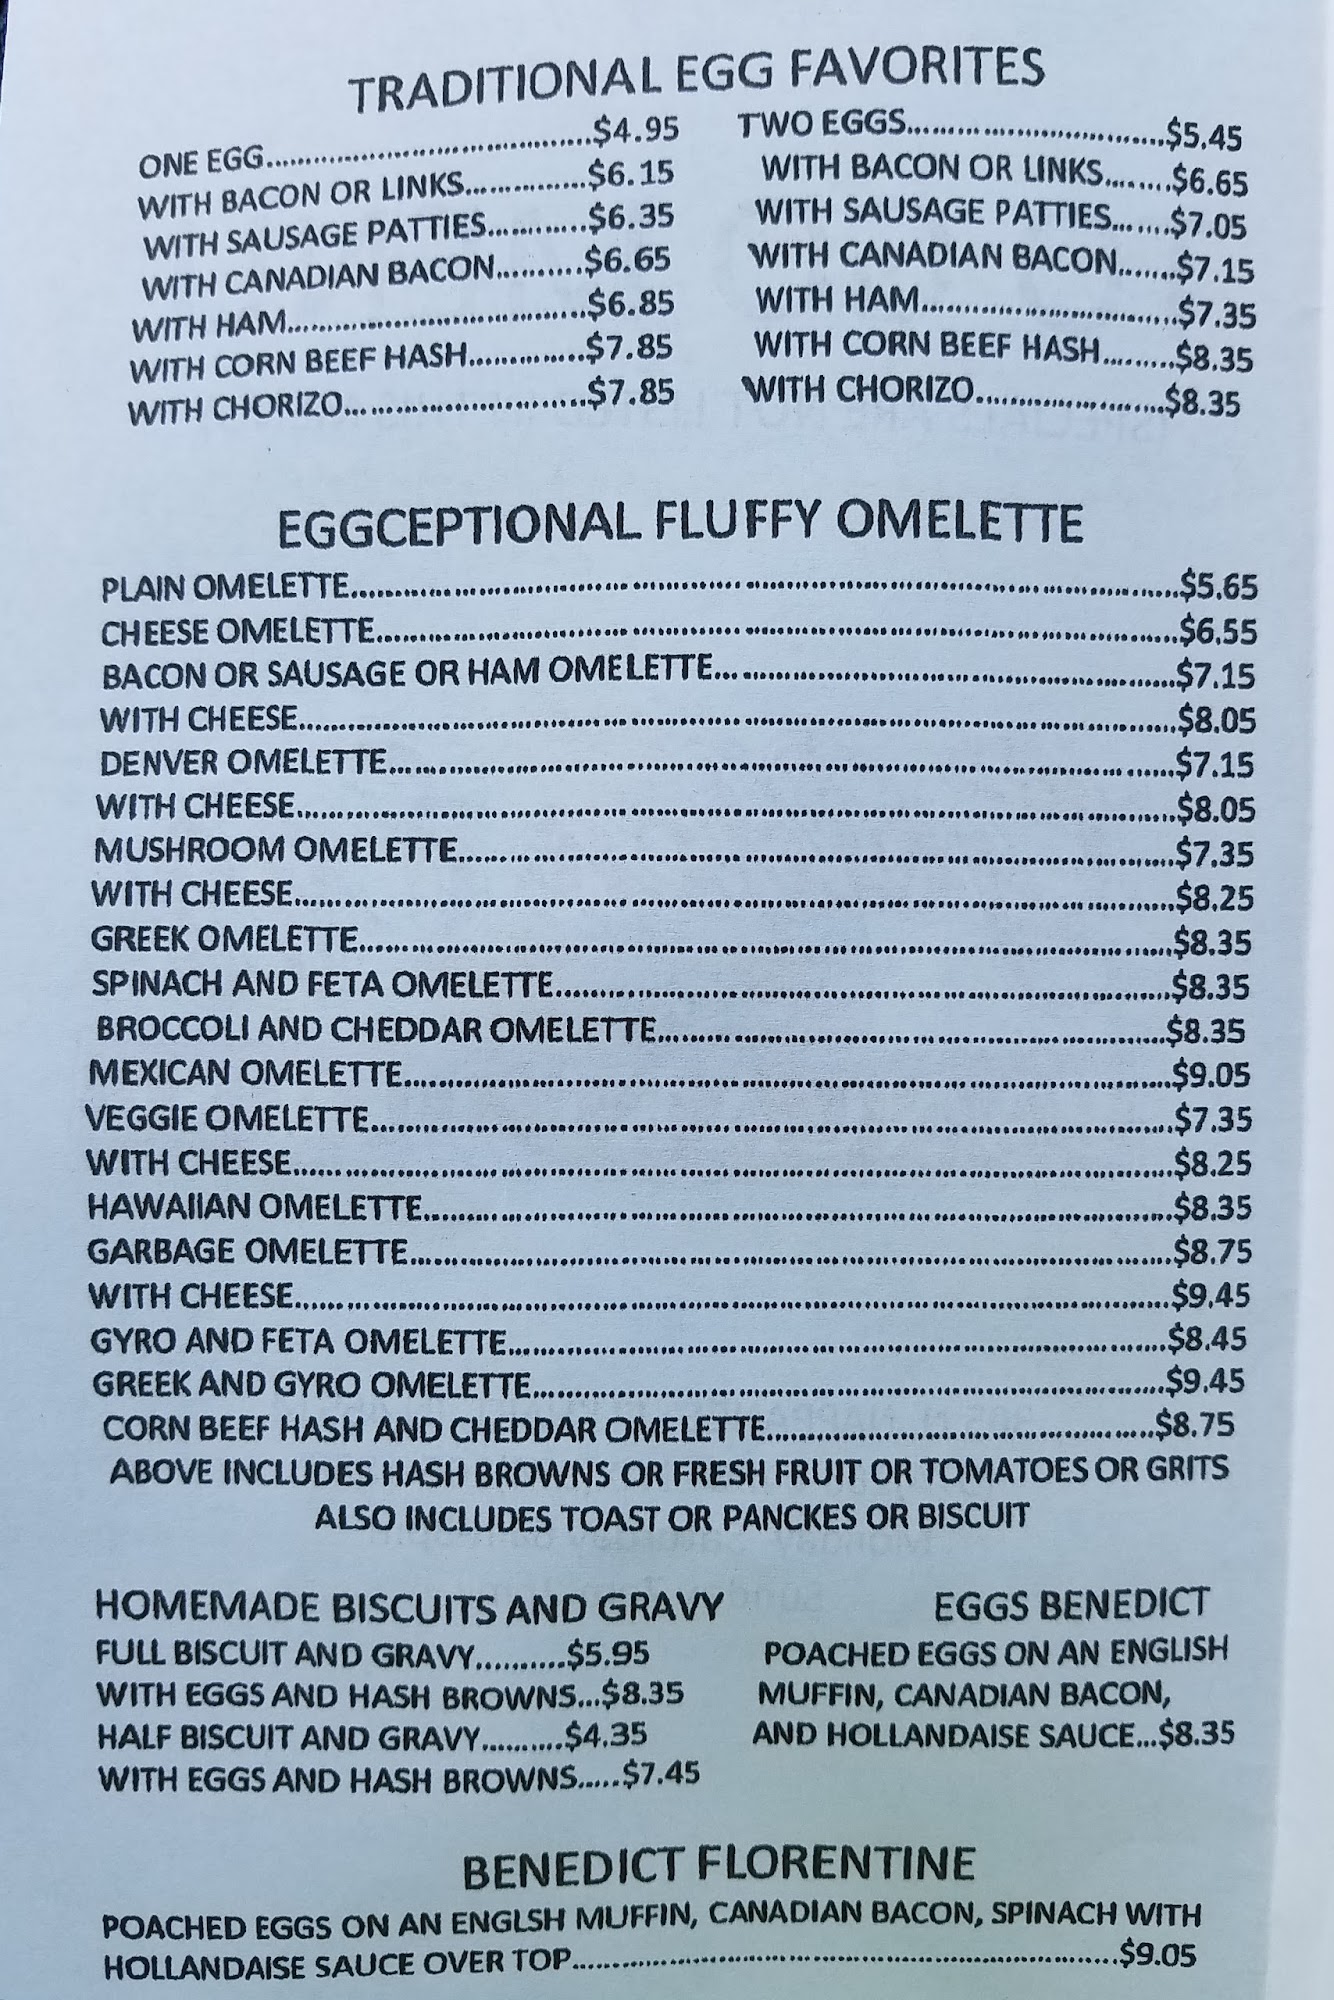 TRADITIONAL EGG FAVORITES
ONE EGG......................................$4.95
WITH BACON OR LINKS...............$6.15
WITH SAUSAGE PATTIES............$6.35
WITH CANADIAN BACON..........$6.65
WITH HAM...................................$6.85
WITH CORN BEEF HASH..............$7.85
WITH CHORIZO.............................$7.85
TWO EGGS..............................$5.45
WITH BACON OR LINKS........$6.65
WITH SAUSAGE PATTIES.......$7.05
WITH CANADIAN BACON.......$7.15
WITH HAM..............................$7.35
WITH CORN BEEF HASH.........$8.35
WITH CHORIZO.......................$8.35
EGGCEPTIONAL FLUFFY OMELETTE
PLAIN OMELETTE..........................................................................................$5.65
CHEESE OMELETTE.......................................................................................$6.55
BACON OR SAUSAGE OR HAM OMELETTE..................................................$7.15
WITH CHEESE................................................................................................$8.05
DENVER OMELETTE......................................................................................$7.15
WITH CHEESE................................................................................................$8.05
MUSHROOM OMELETTE..............................................................................$7.35
WITH CHEESE................................................................................................$8.25
GREEK OMELETTE.........................................................................................$8.35
SPINACH AND FETA OMELETTE....................................................................$8.35
BROCCOLI AND CHEDDAR OMELETTE.........................................................$8.35
MEXICAN OMELETTE....................................................................................$9.05
VEGGIE OMELETTE........................................................................................$7.35
WITH CHEESE................................................................................................$8.25
HAWAIIAN OMELETTE..................................................................................$8.35
GARBAGE OMELETTE....................................................................................$8.75
WITH CHEESE................................................................................................$9.45
GYRO AND FETA OMELETTE.........................................................................$8.45
GREEK AND GYRO OMELETTE......................................................................$9.45
CORN BEEF HASH AND CHEDDAR OMELETTE...........................................$8.75
ABOVE INCLUDES HASH BROWNS OR FRESH FRUIT OR TOMATOES OR GRITS
ALSO INCLUDES TOAST OR PANCKES OR BISCUIT
HOMEMADE BISCUITS AND GRAVY
FULL BISCUIT AND GRAVY..........$5.95
WITH EGGS AND HASH BROWNS...$8.35
HALF BISCUIT AND GRAVY..........$4.35
WITH EGGS AND HASH BROWNS.....$7.45
EGGS BENEDICT
POACHED EGGS ON AN ENGLISH
MUFFIN, CANADIAN BACON,
AND HOLLANDAISE SAUCE...$8.35
BENEDICT FLORENTINE
POACHED EGGS ON AN ENGLSH MUFFIN, CANADIAN BACON, SPINACH WITH
HOLLANDAISE SAUCE OVER TOP..............................................................$9.05